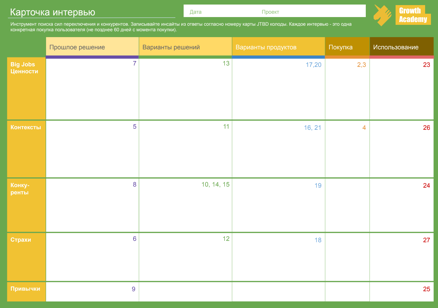 Карточка интервью
Дата
Проект
Growth
Academy
Инструмент поиска сил переключения и конкурентов. Записывайте инсайты из ответы согласно номеру карты JTBD колоды. Каждое интервью - это одна
конкретная покупка пользователя (не позднее 60 дней с момента покупки).
Прошлое решение
Варианты решений
Варианты продуктов
Покупка
Использование
Big Jobs
Ценности
7
13
17,20
2,3
23
Контексты
5
11
16, 21
4
26
Конку-
ренты
8
10, 14, 15
19
24
Страхи
6
12
18
27
Привычки
9
25